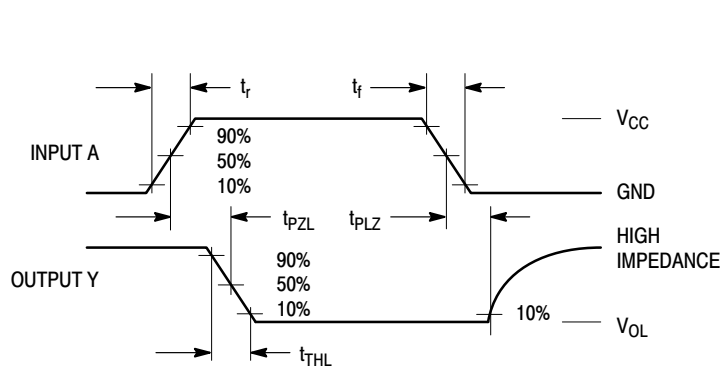 tr
tf
VCC
INPUT A
90%
50%
10%
GND
tPZL
tPLZ
HIGH
IMPEDANCE
OUTPUT Y
90%
50%
10%
10%
VOL
tTHL